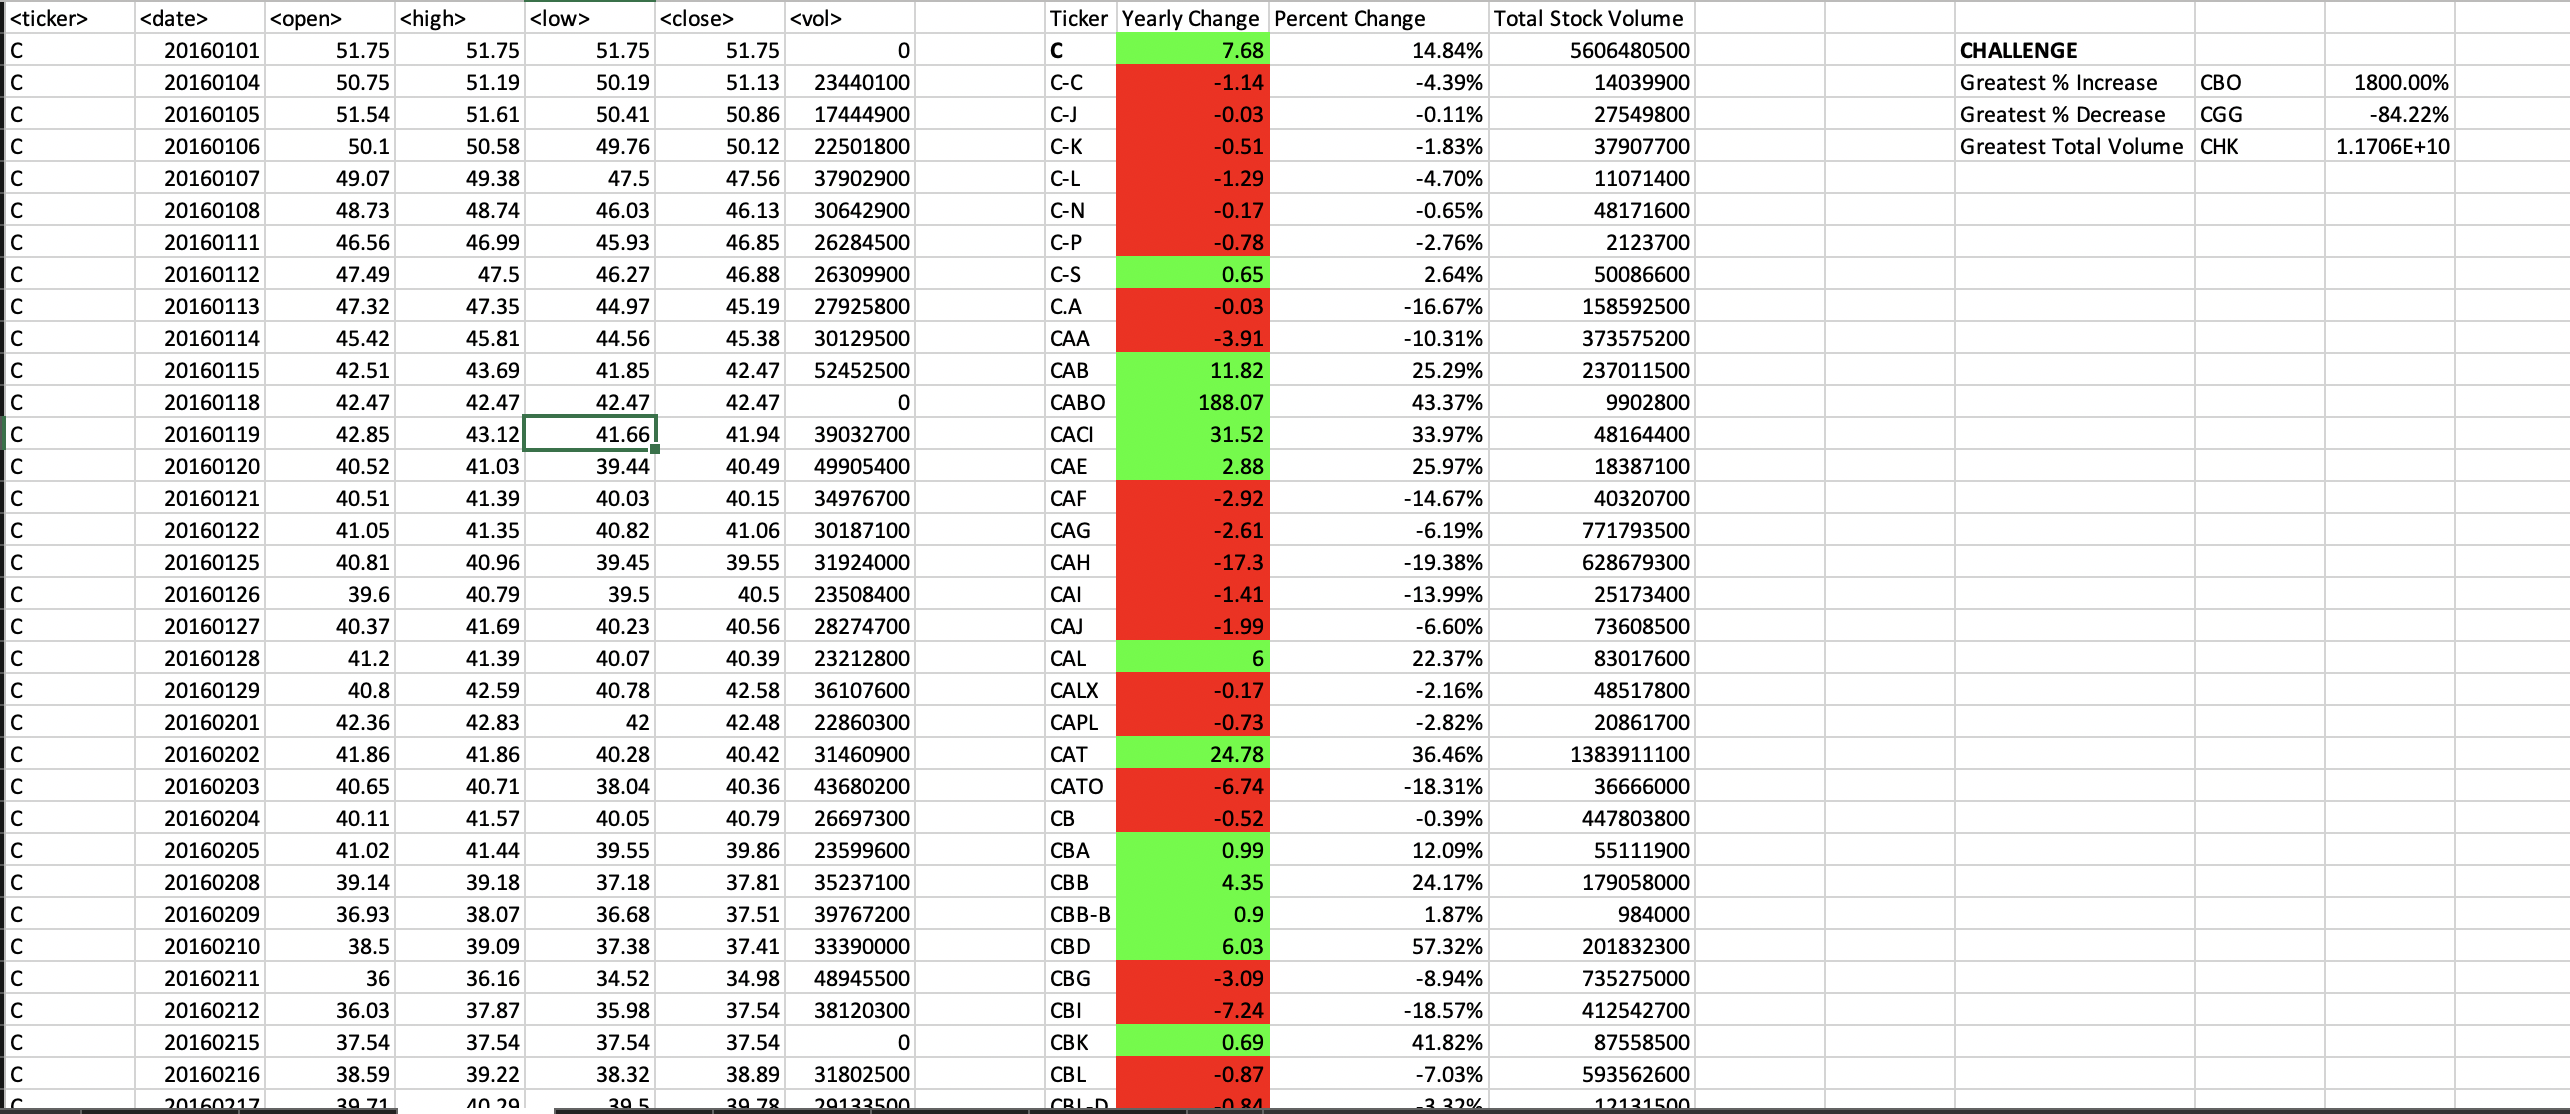 <ticker> <date> <open> <high> <low> <close> <vol> Ticker Yearly Change Percent Change Total Stock Volume
C 20160101 51.75 51.75 51.75 51.75 0 C 7.68 14.84% 5606480500 CHALLENGE
C 20160104 50.75 51.19 50.19 51.13 23440100 C-C -1.14 -4.39% 14039900 Greatest % Increase CBO 1800.00%
C 20160105 51.54 51.61 50.41 50.86 17444900 C-J -0.03 -0.11% 27549800 Greatest % Decrease CGG -84.22%
C 20160106 50.1 50.58 49.76 50.12 22501800 C-K -0.51 -1.83% 37907700 Greatest Total Volume CHK 1.1706E+10
C 20160107 49.07 49.38 47.5 47.56 37902900 C-L -1.29 -4.70% 11071400
C 20160108 48.73 48.74 46.03 46.13 30642900 C-N -0.17 -0.65% 48171600
C 20160111 46.56 46.99 45.93 46.85 26284500 C-P -0.78 -2.76% 2123700
C 20160112 47.49 47.5 46.27 46.88 26309900 C-S 0.65 2.64% 50086600
C 20160113 47.32 47.35 44.97 45.19 27925800 C.A -0.03 -16.67% 158592500
C 20160114 45.42 45.81 44.56 45.38 30129500 CAA -3.91 -10.31% 373575200
C 20160115 42.51 43.69 41.85 42.47 52452500 CAB 11.82 25.29% 237011500
C 20160118 42.47 42.47 42.47 42.47 0 CABO 188.07 43.37% 9902800
C 20160119 42.85 43.12 41.66 41.94 39032700 CACI 31.52 33.97% 48164400
C 20160120 40.52 41.03 39.44 40.49 49905400 CAE 2.88 25.97% 18387100
C 20160121 40.51 41.39 40.03 40.15 34976700 CAF -2.92 -14.67% 40320700
C 20160122 41.05 41.35 40.82 41.06 30187100 CAG -2.61 -6.19% 771793500
C 20160125 40.81 40.96 39.45 39.55 31924000 CAH -17.3 -19.38% 628679300
C 20160126 39.6 40.79 39.5 40.5 23508400 CAI -1.41 -13.99% 25173400
C 20160127 40.37 41.69 40.23 40.56 28274700 CAJ -1.99 -6.60% 73608500
C 20160128 41.2 41.39 40.07 40.39 23212800 CAL 6 22.37% 83017600
C 20160129 40.8 42.59 40.78 42.58 36107600 CALX -0.17 -2.16% 48517800
C 20160201 42.36 42.83 42 42.48 22860300 CAPL -0.73 -2.82% 20861700
C 20160202 41.86 41.86 40.28 40.42 31460900 CAT 24.78 36.46% 1383911100
C 20160203 40.65 40.71 38.04 40.36 43680200 CATO -6.74 -18.31% 36666000
C 20160204 40.11 41.57 40.05 40.79 26697300 CB -0.52 -0.39% 447803800
C 20160205 41.02 41.44 39.55 39.86 23599600 CBA 0.99 12.09% 55111900
C 20160208 39.14 39.18 37.18 37.81 35237100 CBB 4.35 24.17% 179058000
C 20160209 36.93 38.07 36.68 37.51 39767200 CBB-B 0.9 1.87% 984000
C 20160210 38.5 39.09 37.38 37.41 33390000 CBD 6.03 57.32% 201832300
C 20160211 36 36.16 34.52 34.98 48945500 CBG -3.09 -8.94% 735275000
C 20160212 36.03 37.87 35.98 37.54 38120300 CBI -7.24 -18.57% 412542700
C 20160215 37.54 37.54 37.54 37.54 0 CBK 0.69 41.82% 87558500
C 20160216 38.59 39.22 38.32 38.89 31802500 CBL -0.87 -7.03% 593562600
C 20160217 39.71 40.29 39.5 39.78 29133500 CBL-D -0.84 -3.32% 12131500